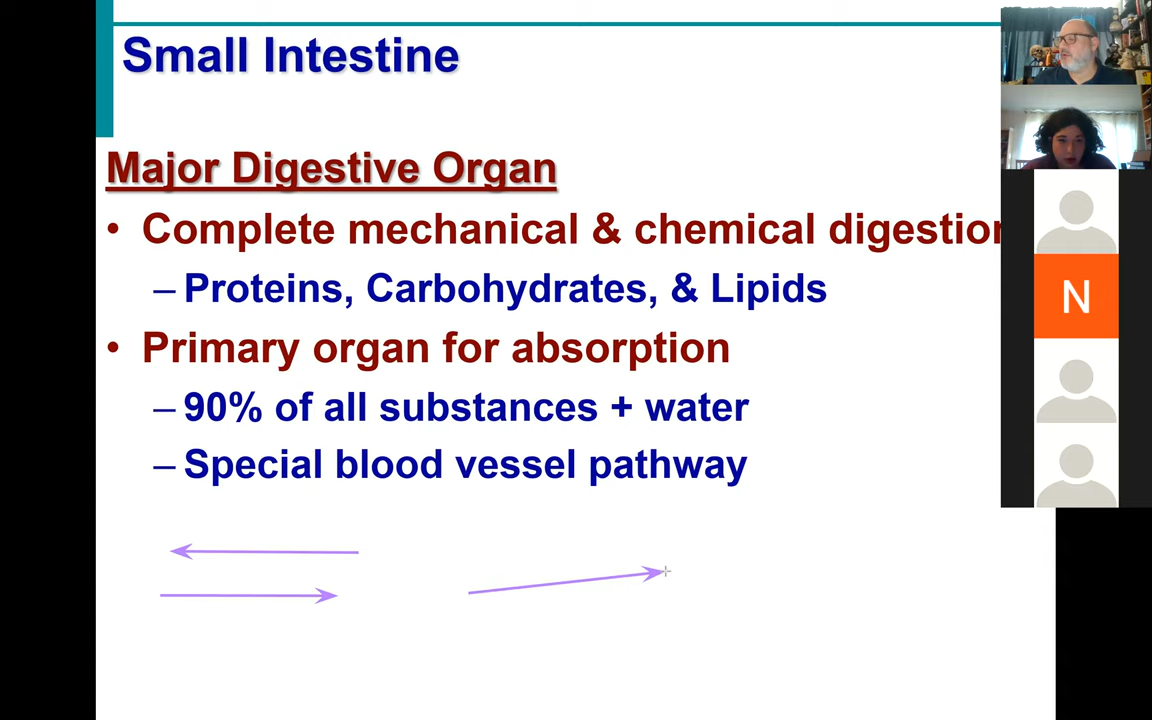 Small Intestine
Major Digestive Organ
• Complete mechanical & chemical digestion
– Proteins, Carbohydrates, & Lipids
• Primary organ for absorption
– 90% of all substances + water
– Special blood vessel pathway
N